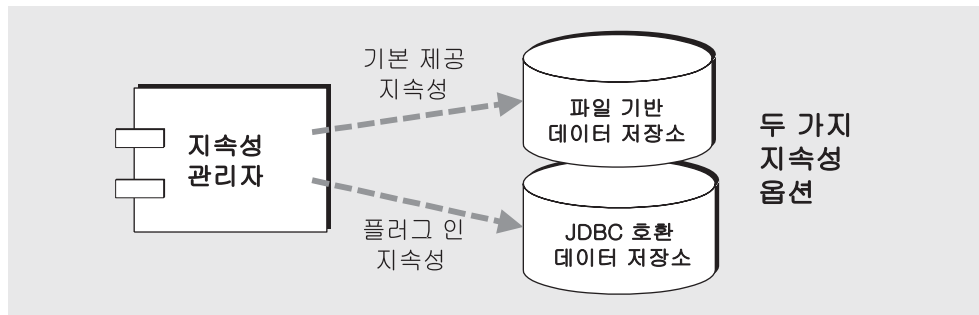 기본 제공
지속성
파일 기반
데이터 저장소
지속성
관리자
두 가지
지속성
옵션
플러그 인
지속성
JDBC 호환
데이터 저장소